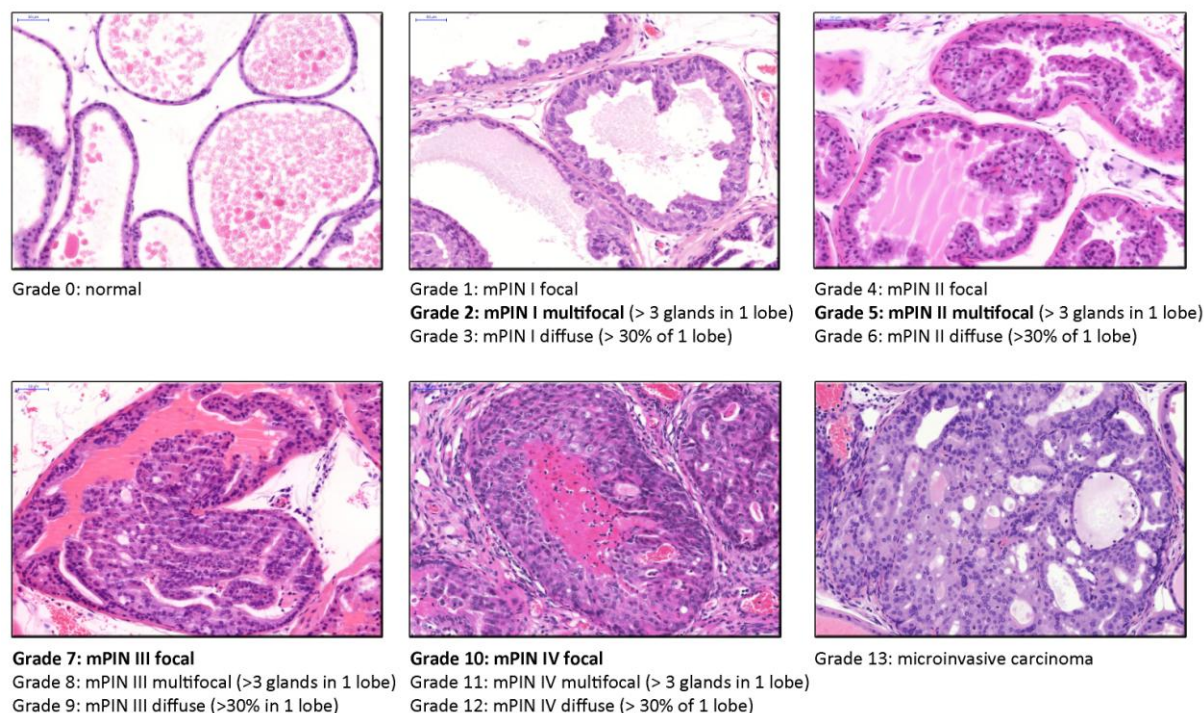 Grade 0: normal
Grade 1: mPIN I focal
Grade 2: mPIN I multifocal (> 3 glands in 1 lobe)
Grade 3: mPIN I diffuse (> 30% of 1 lobe)
Grade 4: mPIN II focal
Grade 5: mPIN II multifocal (> 3 glands in 1 lobe)
Grade 6: mPIN II diffuse (>30% of 1 lobe)
Grade 7: mPIN III focal
Grade 8: mPIN III multifocal (>3 glands in 1 lobe)
Grade 9: mPIN III diffuse (>30% in 1 lobe)
Grade 10: mPIN IV focal
Grade 11: mPIN IV multifocal (> 3 glands in 1 lobe)
Grade 12: mPIN IV diffuse (> 30% of 1 lobe)
Grade 13: microinvasive carcinoma